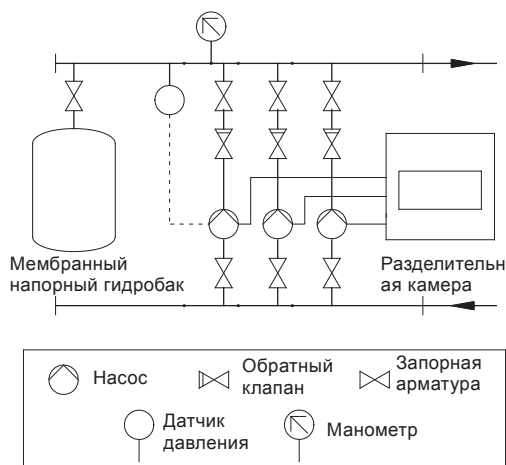 Мембранный
напорный гидробак
Разделительн
ая камера
Насос
Обратный
клапан
Запорная
арматура
Датчик
давления
Манометр